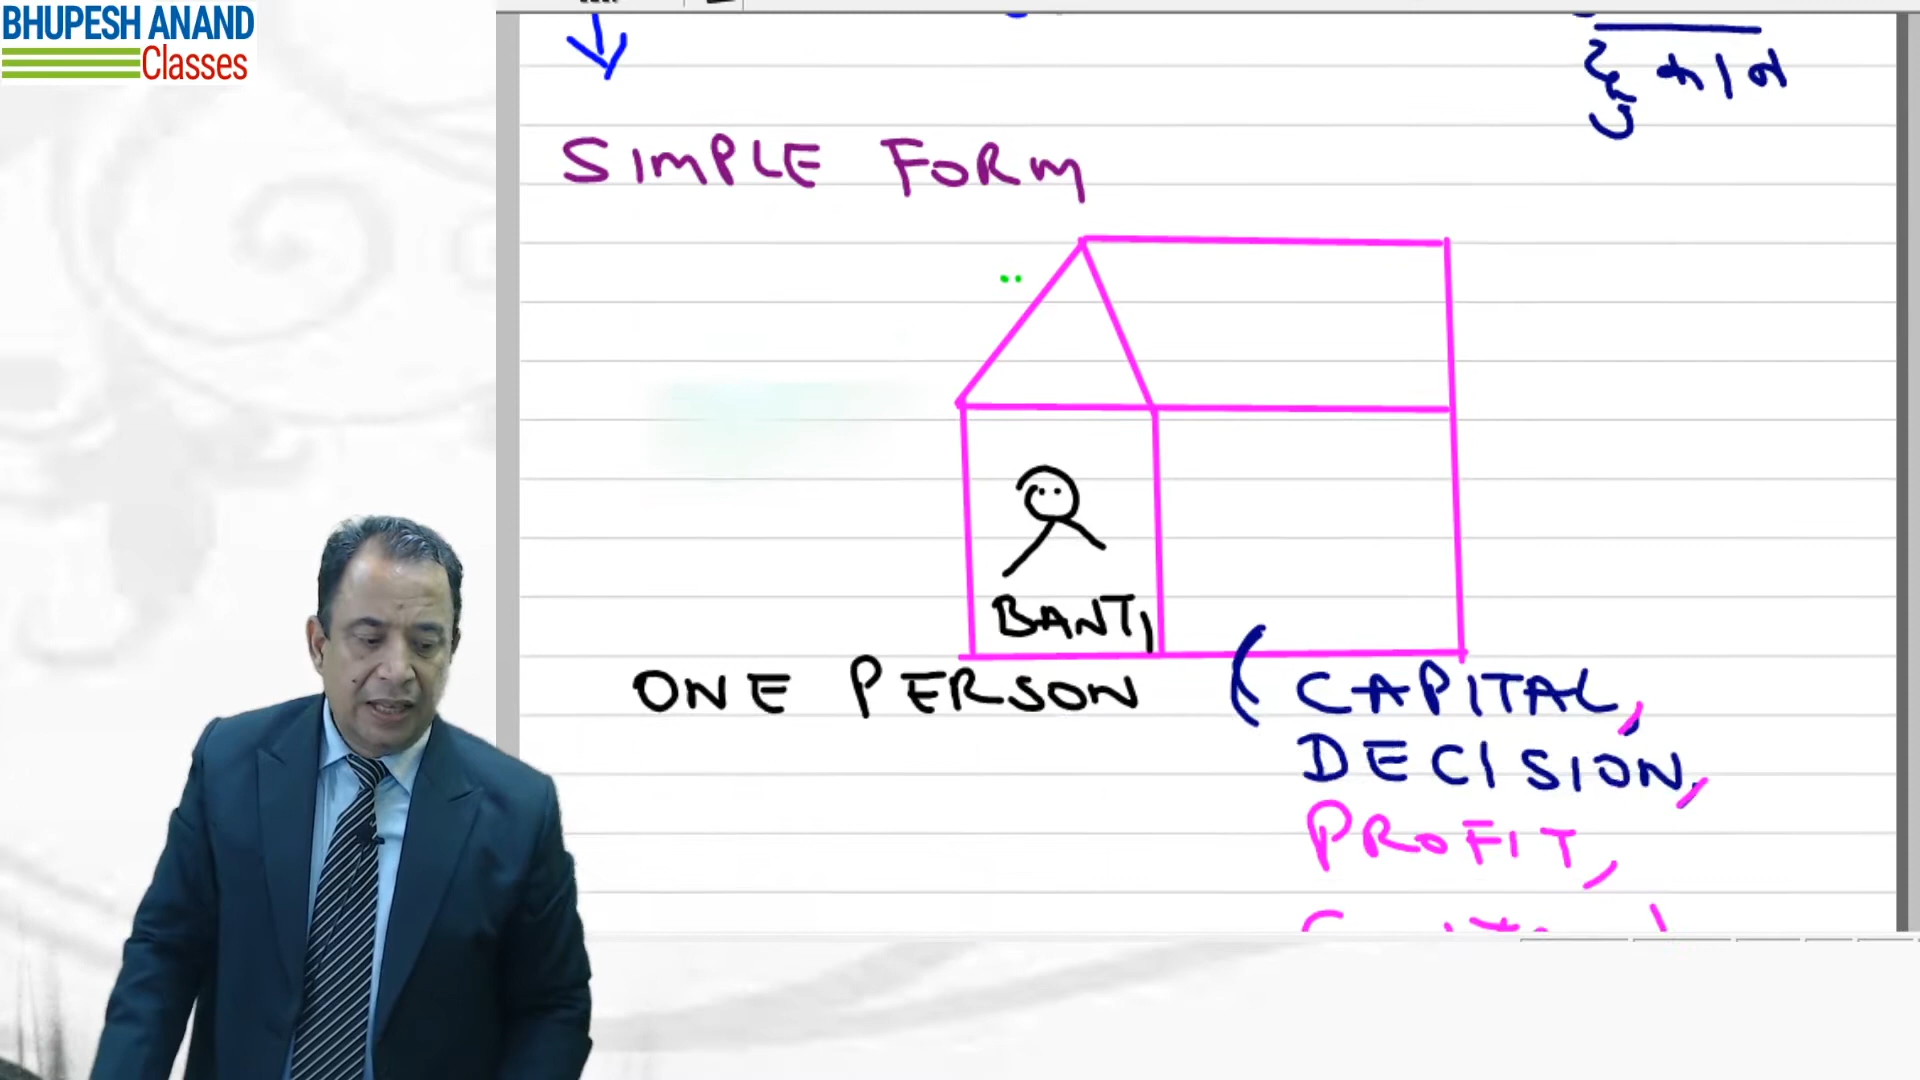 BHUPESH ANAND
Classes
SIMPLE FORM
BANTI
ONE PERSON (CAPITAL,
DECISION,
PROFIT,